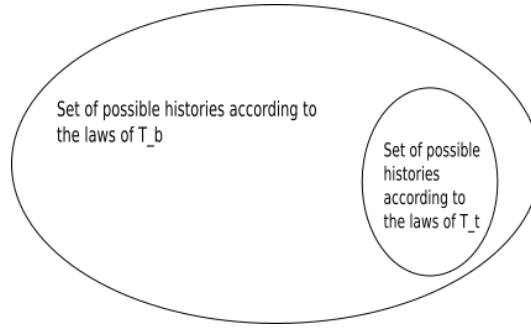 Set of possible histories according to
the laws of T_b
Set of possible
histories
according to
the laws of T_t